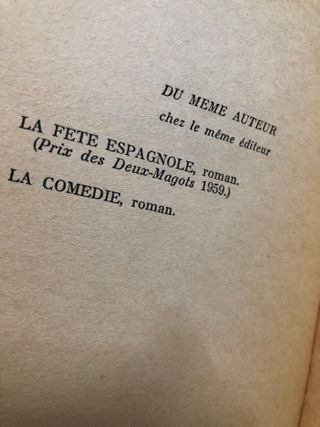 DU MEME AUTEUR
chez le même éditeur
LA FETE ESPAGNOLE, roman.
(Prix des Deux-Magots 1959.)
LA COMEDIE, roman.